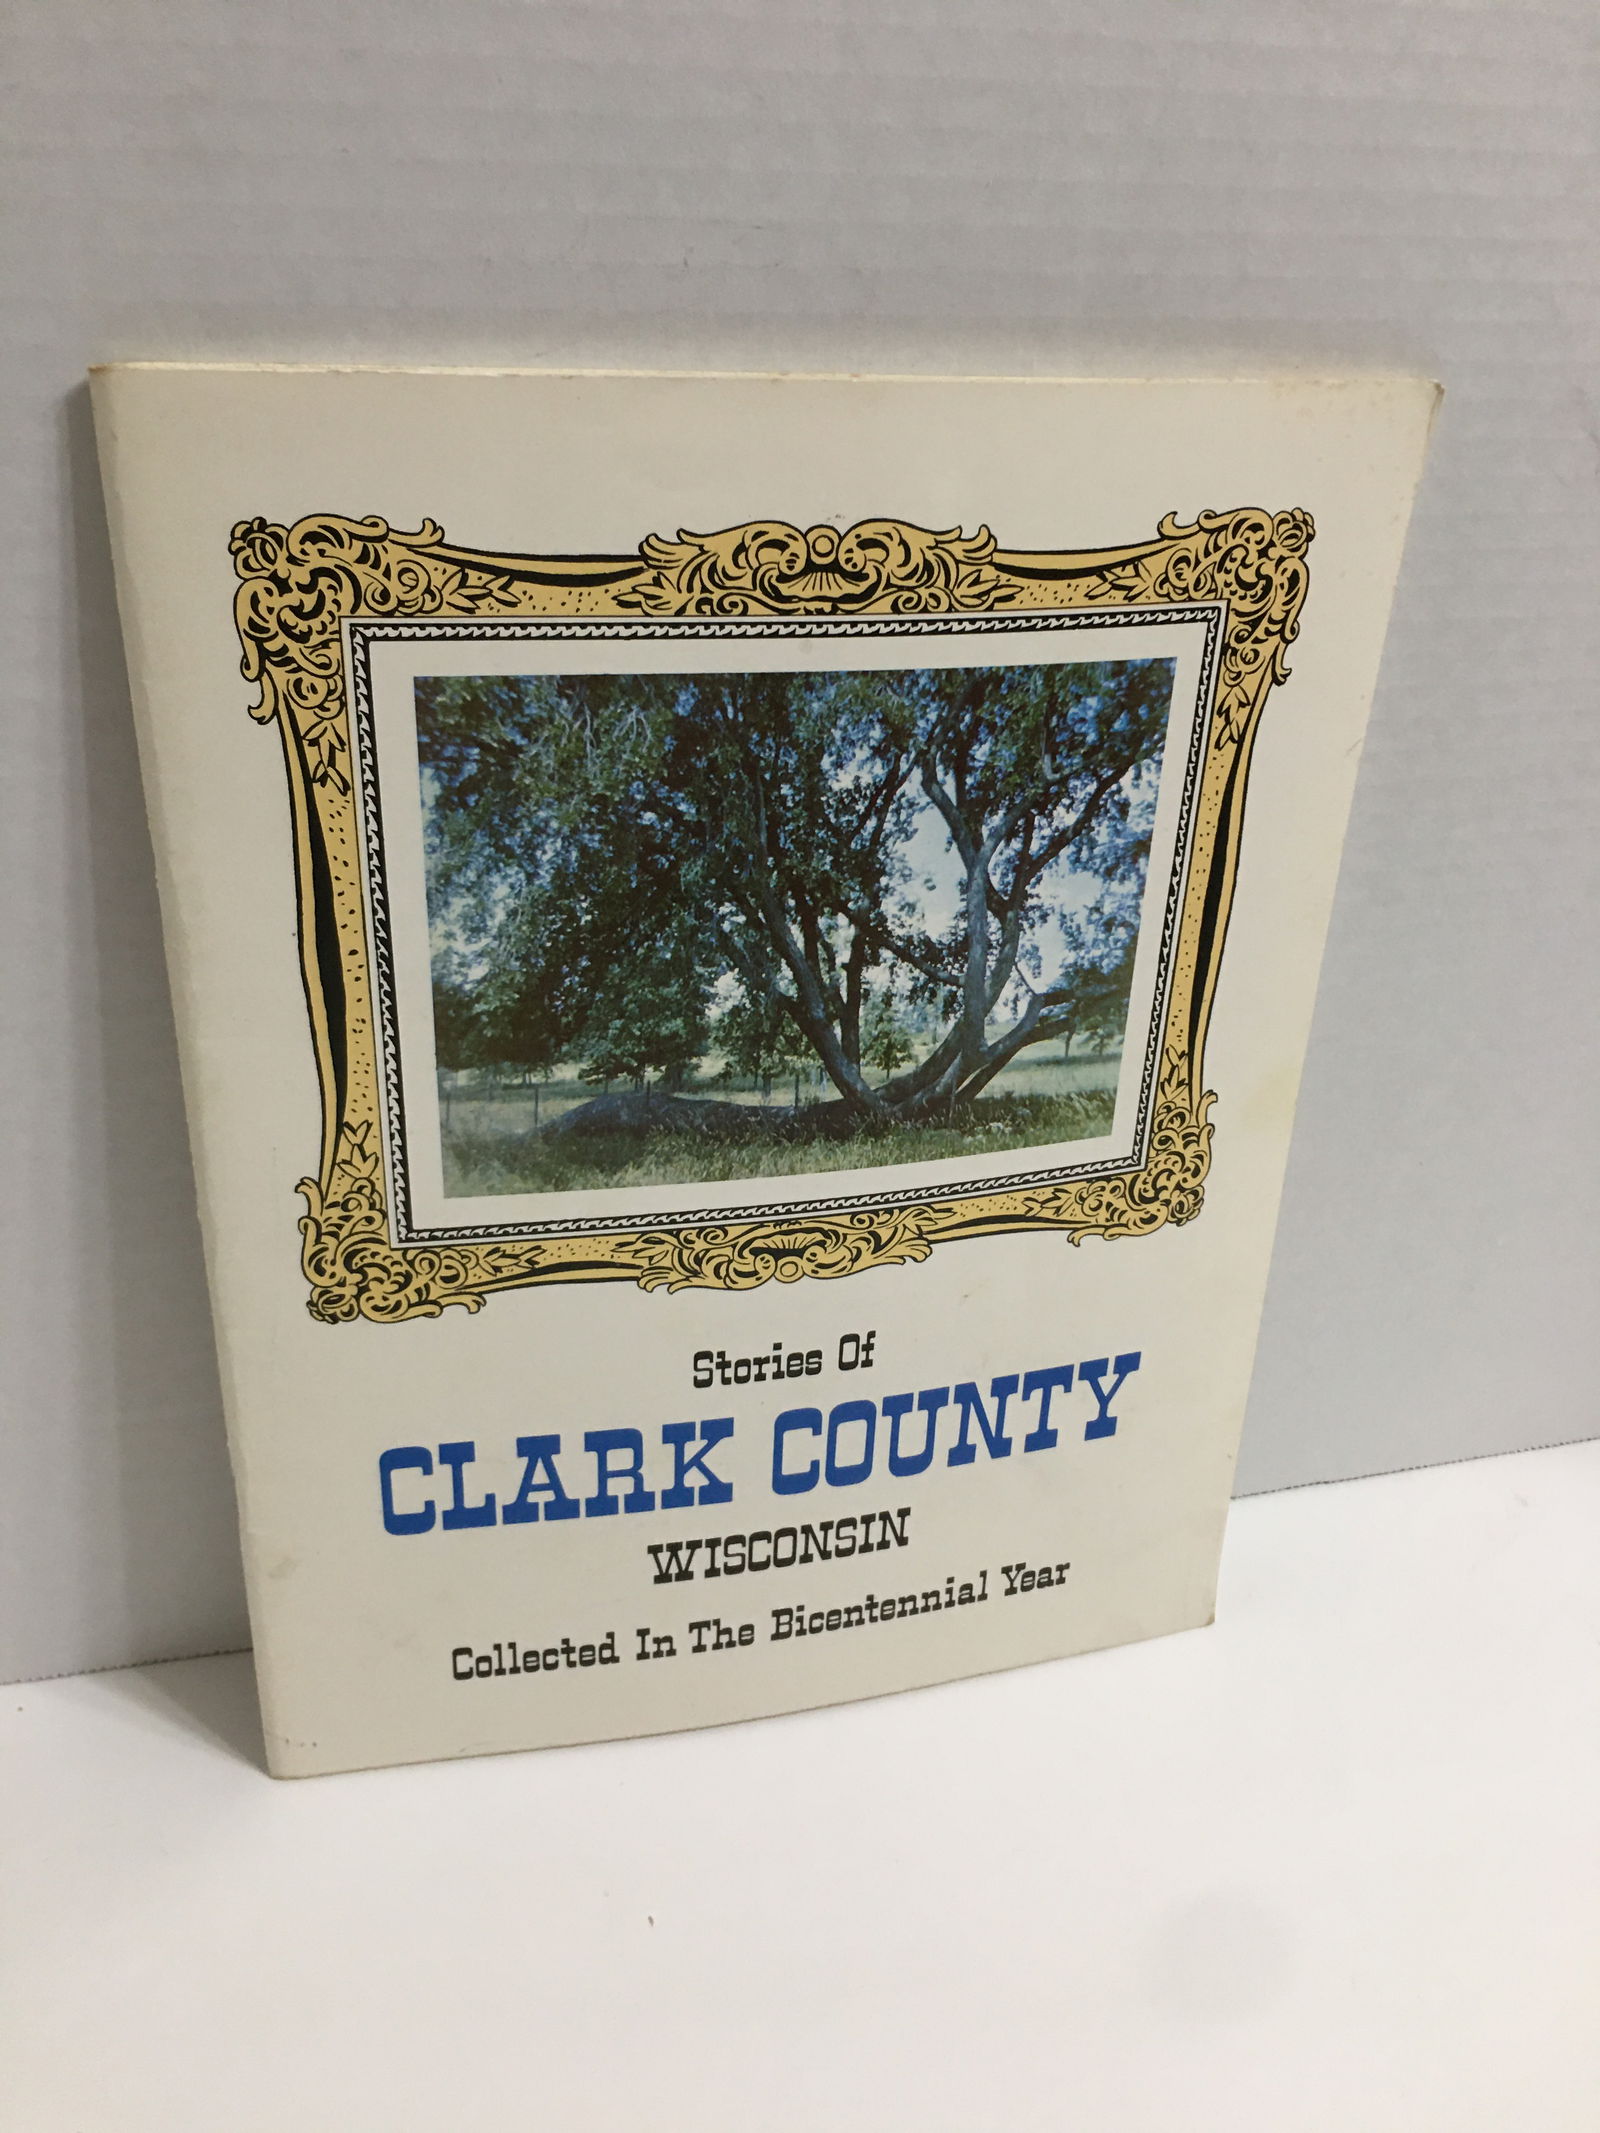 Stories Of
CLARK COUNTY
WISCONSIN
Collected In The Bicentennial Year